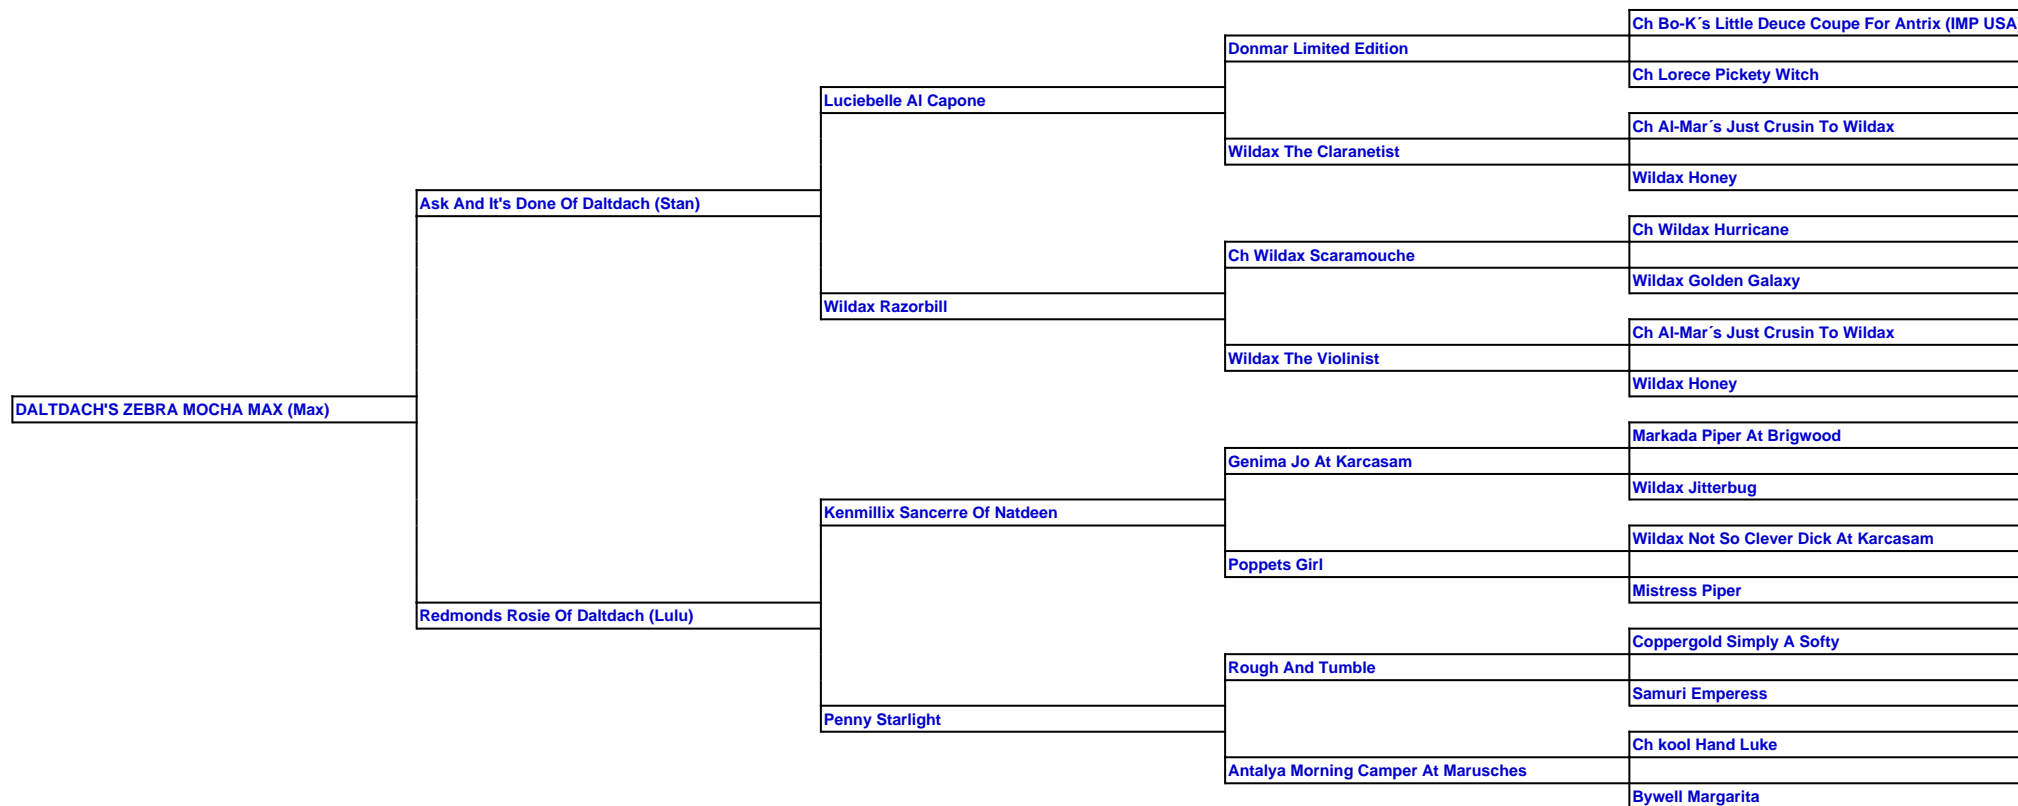 Ch Bo-K´s Little Deuce Coupe For Antrix (IMP USA
Donmar Limited Edition
Ch Lorece Pickety Witch
Luciebelle Al Capone
Ch Al-Mar´s Just Crusin To Wildax
Wildax The Claranetist
Wildax Honey
Ask And It's Done Of Daltdach (Stan)
Ch Wildax Hurricane
Ch Wildax Scaramouche
Wildax Golden Galaxy
Wildax Razorbill
Ch Al-Mar´s Just Crusin To Wildax
Wildax The Violinist
Wildax Honey
DALTDACH'S ZEBRA MOCHA MAX (Max)
Markada Piper At Brigwood
Genima Jo At Karcasam
Wildax Jitterbug
Kenmillix Sancerre Of Natdeen
Wildax Not So Clever Dick At Karcasam
Poppets Girl
Mistress Piper
Redmonds Rosie Of Daltdach (Lulu)
Coppergold Simply A Softy
Rough And Tumble
Samuri Emperess
Penny Starlight
Ch kool Hand Luke
Antalya Morning Camper At Marusches
Bywell Margarita